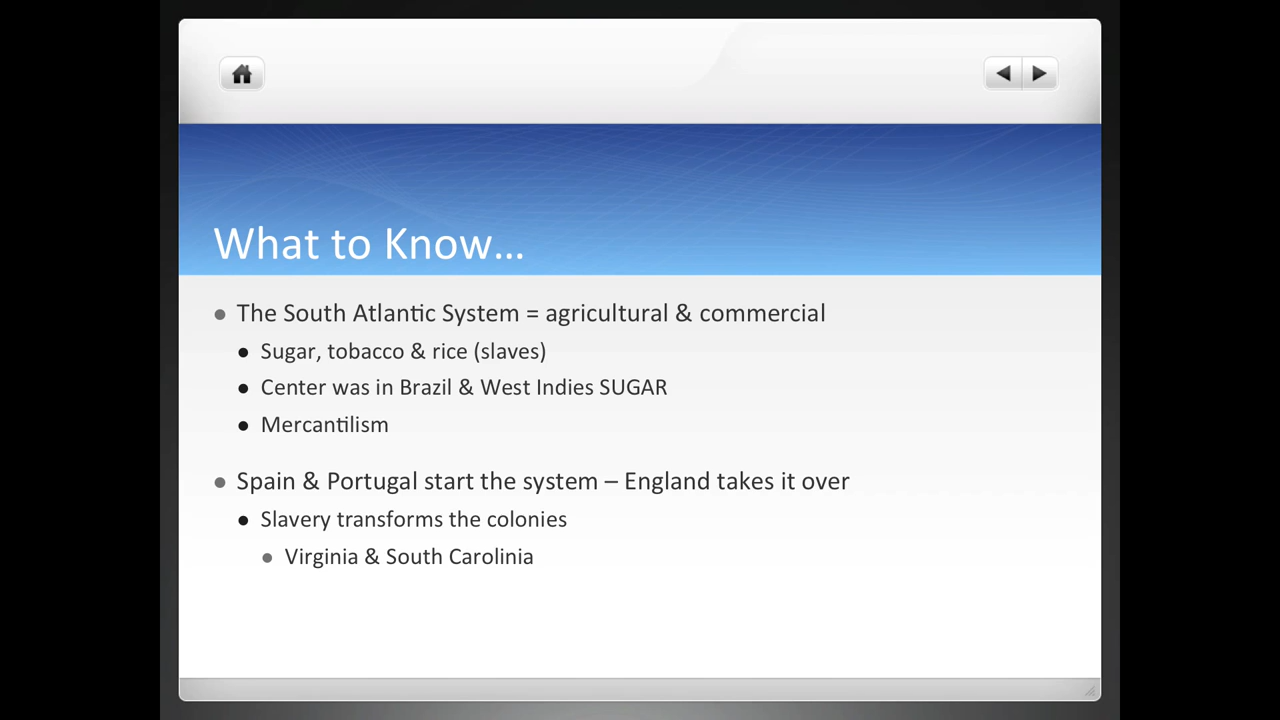 What to Know...
The South Atlantic System = agricultural & commercial
Sugar, tobacco & rice (slaves)
Center was in Brazil & West Indies SUGAR
Mercantilism
Spain & Portugal start the system – England takes it over
Slavery transforms the colonies
Virginia & South Carolinia